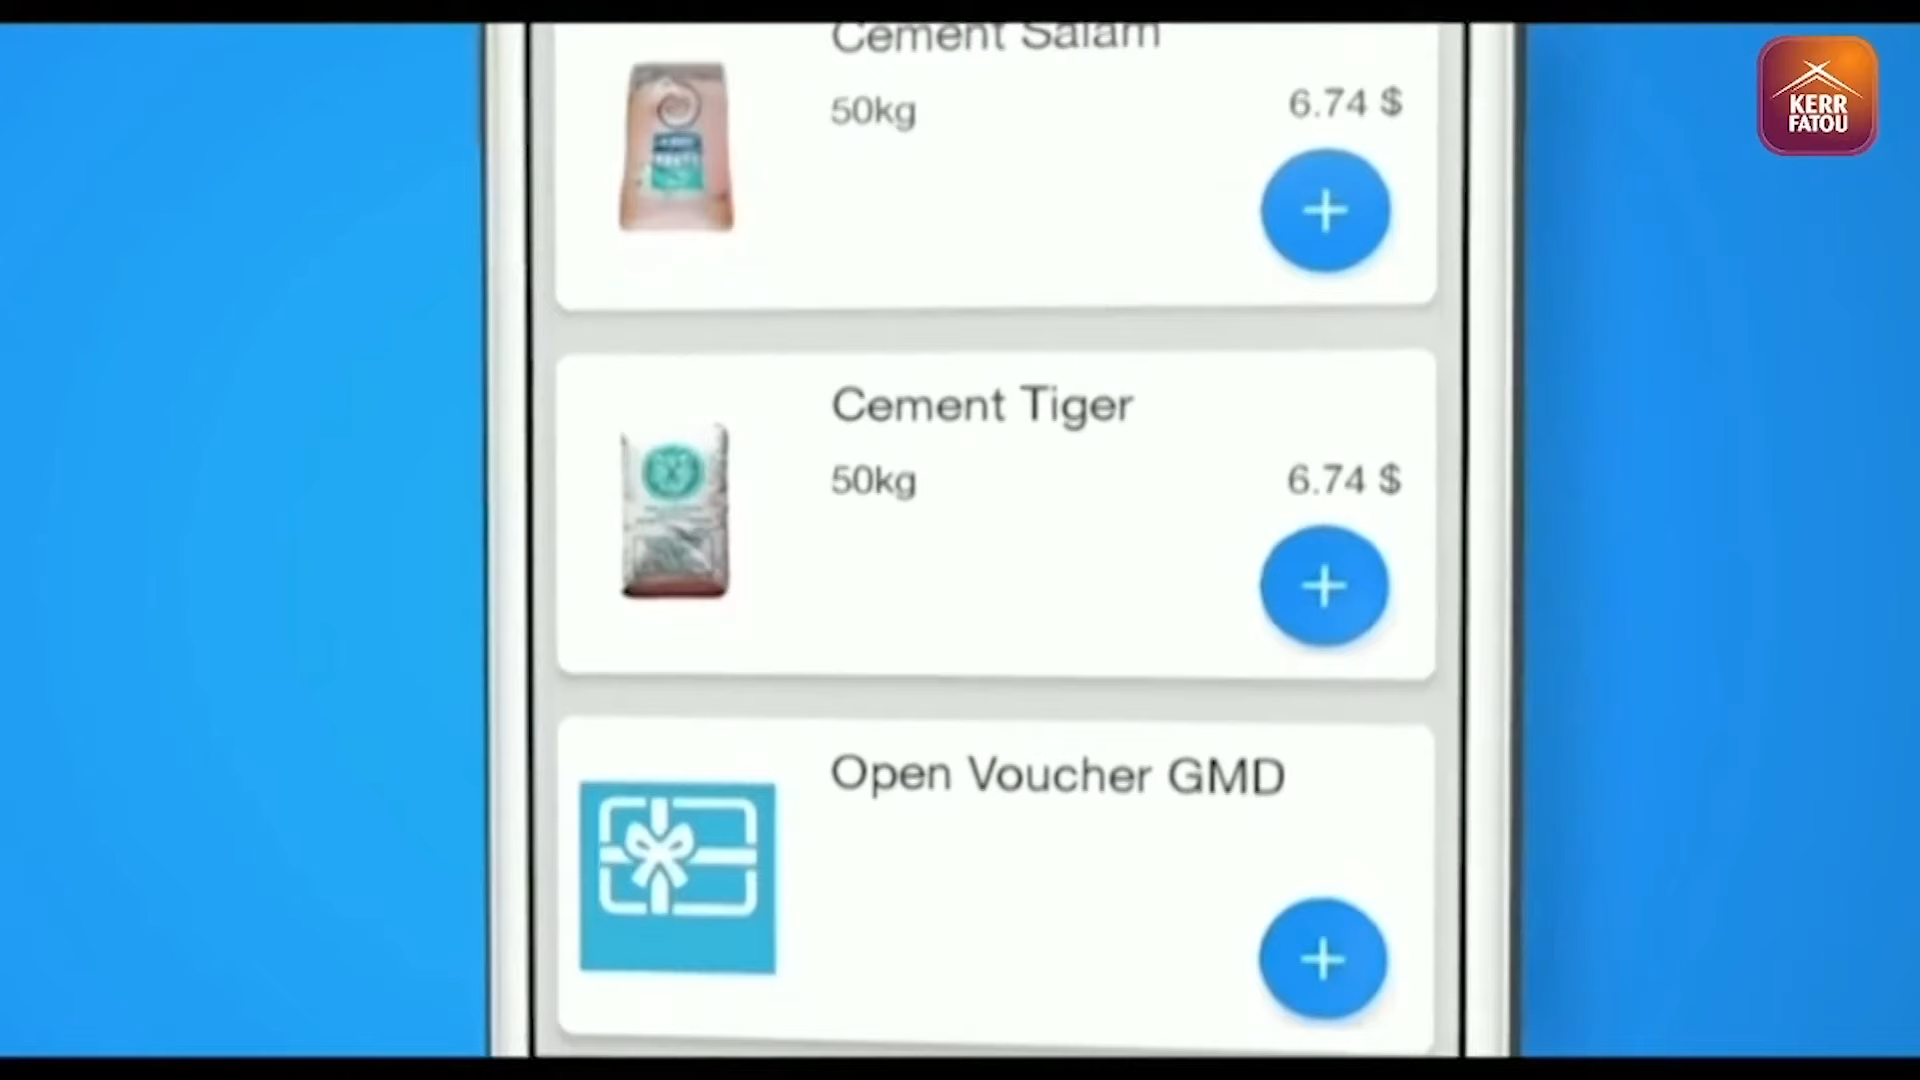 Cement Salam
50kg
6.74 $
KERR
FATOU
Cement Tiger
50kg
6.74 $
Open Voucher GMD